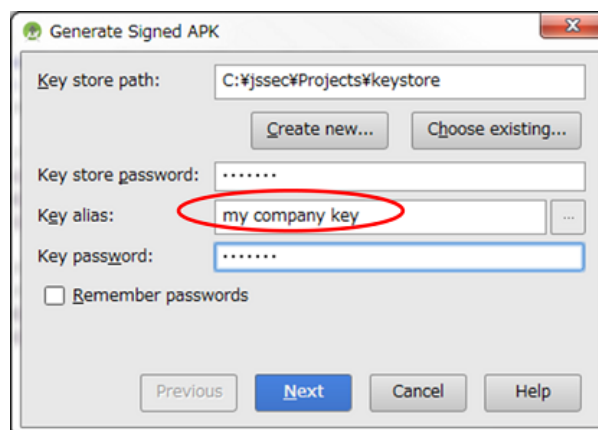 Generate Signed APK
Key store path: C:¥jssec¥Projects¥keystore
Create new... Choose existing...
Key store password: •••••••
Key alias: my company key ...
Key password: •••••••
Remember passwords
Previous Next Cancel Help